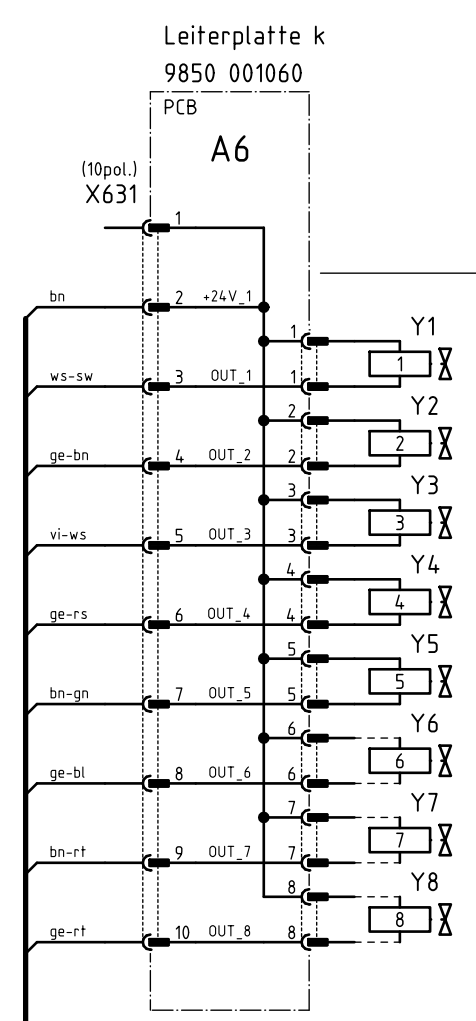 Leiterplatte k
9850 001060
PCB
A6
(10pol.)
X631
1
bn 2 +24V_1
1 Y1
1
ws-sw 3 OUT_1 1
2 Y2
2
ge-bn 4 OUT_2 2
3 Y3
3
vi-ws 5 OUT_3 3
4 Y4
4
ge-rs 6 OUT_4 4
5 Y5
5
bn-gn 7 OUT_5 5
6 Y6
6
ge-bl 8 OUT_6 6
7 Y7
7
bn-rt 9 OUT_7 7
8 Y8
8
ge-rt 10 OUT_8 8